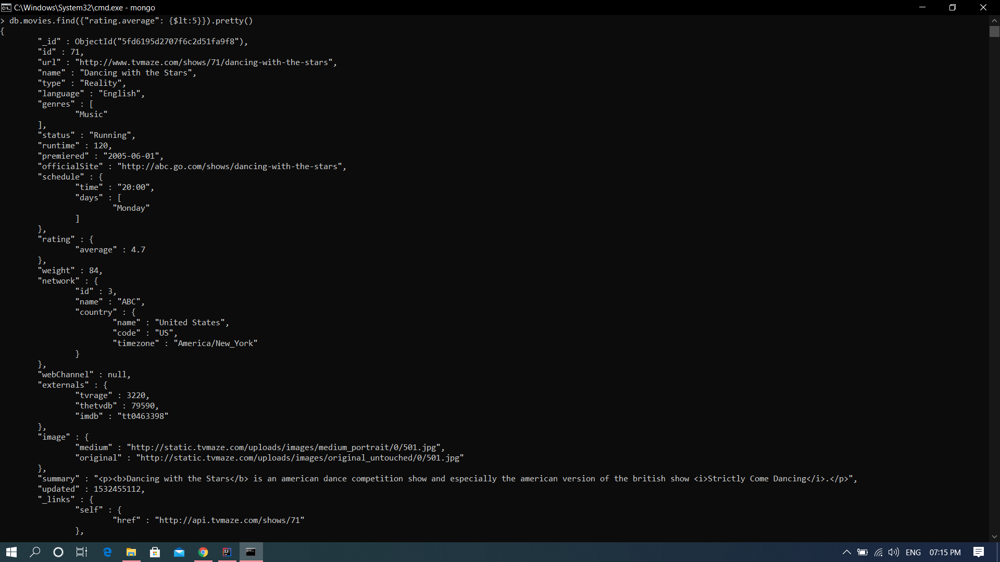 C:\Windows\System32\cmd.exe - mongo
> db.movies.find({"rating.average": {$lt:5}}).pretty()
{
        "_id" : ObjectId("5fd6195d2707f6c2d51fa9f8"),
        "id" : 71,
        "url" : "http://www.tvmaze.com/shows/71/dancing-with-the-stars",
        "name" : "Dancing with the Stars",
        "type" : "Reality",
        "language" : "English",
        "genres" : [
                "Music"
        ],
        "status" : "Running",
        "runtime" : 120,
        "premiered" : "2005-06-01",
        "officialSite" : "http://abc.go.com/shows/dancing-with-the-stars",
        "schedule" : {
                "time" : "20:00",
                "days" : [
                        "Monday"
                ]
        },
        "rating" : {
                "average" : 4.7
        },
        "weight" : 84,
        "network" : {
                "id" : 3,
                "name" : "ABC",
                "country" : {
                        "name" : "United States",
                        "code" : "US",
                        "timezone" : "America/New_York"
                }
        },
        "webChannel" : null,
        "externals" : {
                "tvrage" : 3220,
                "thetvdb" : 79590,
                "imdb" : "tt0463398"
        },
        "image" : {
                "medium" : "http://static.tvmaze.com/uploads/images/medium_portrait/0/501.jpg",
                "original" : "http://static.tvmaze.com/uploads/images/original_untouched/0/501.jpg"
        },
        "summary" : "<p><b>Dancing with the Stars</b> is an american dance competition show and especially the american version of the british show <i>Strictly Come Dancing</i>.</p>",
        "updated" : 1532455112,
        "_links" : {
                "self" : {
                        "href" : "http://api.tvmaze.com/shows/71"
                },
ENG 07:15 PM